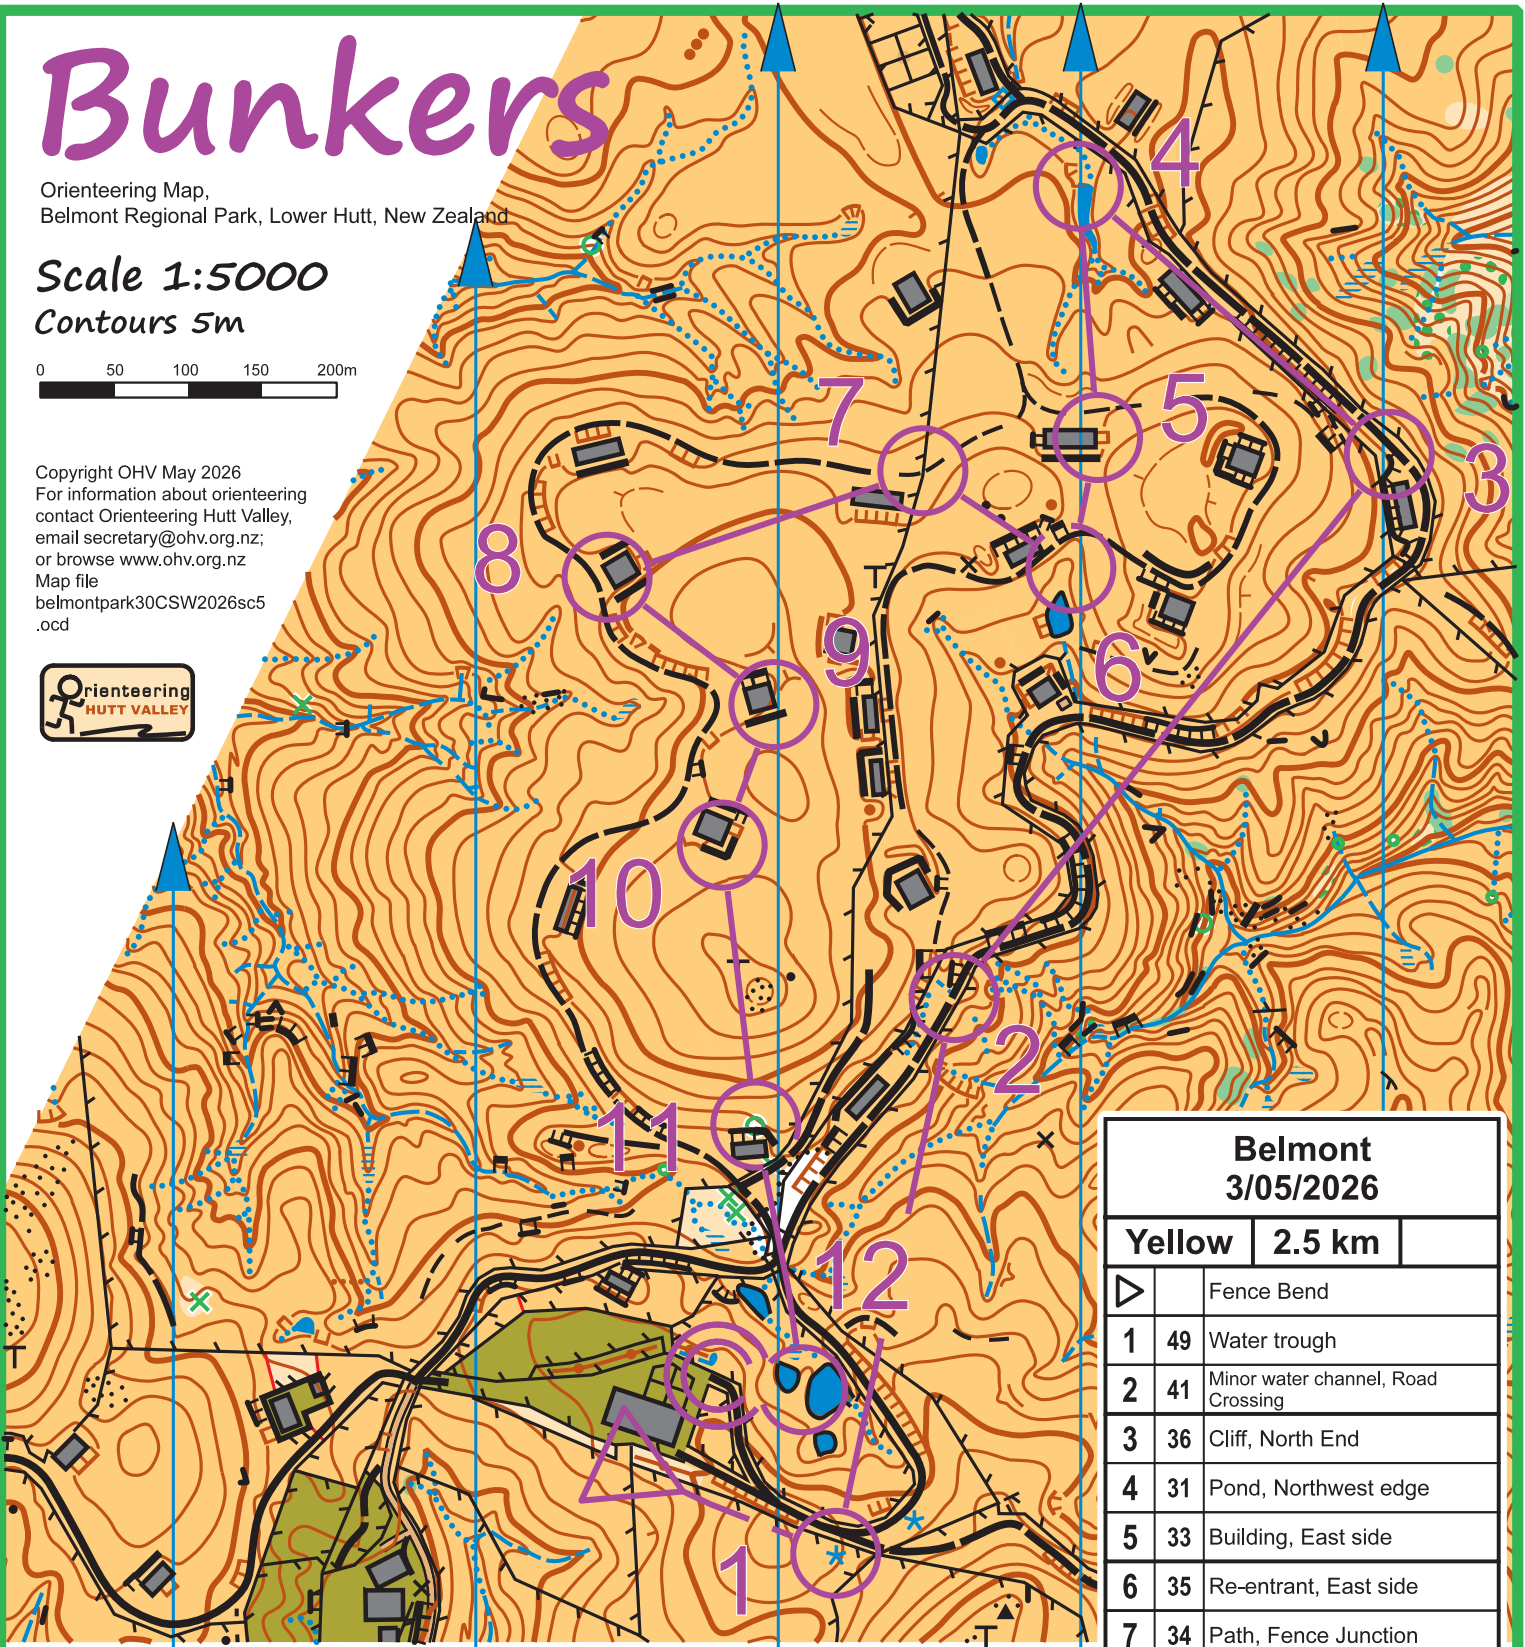 Bunkers
Orienteering Map,
Belmont Regional Park, Lower Hutt, New Zealand
Scale 1:5000
Contours 5m
0 50 100 150 200m
Copyright OHV May 2026
For information about orienteering
contact Orienteering Hutt Valley,
email secretary@ohv.org.nz;
or browse www.ohv.org.nz
Map file
belmontpark30CSW2026sc5
.ocd
rienteering
HUTT VALLEY
4
7
5
3
8
9
6
10
2
11
12
1
Belmont
3/05/2026
Yellow 2.5 km
Fence Bend
1 49 Water trough
2 41 Minor water channel, Road
Crossing
3 36 Cliff, North End
4 31 Pond, Northwest edge
5 33 Building, East side
6 35 Re-entrant, East side
7 34 Path, Fence Junction